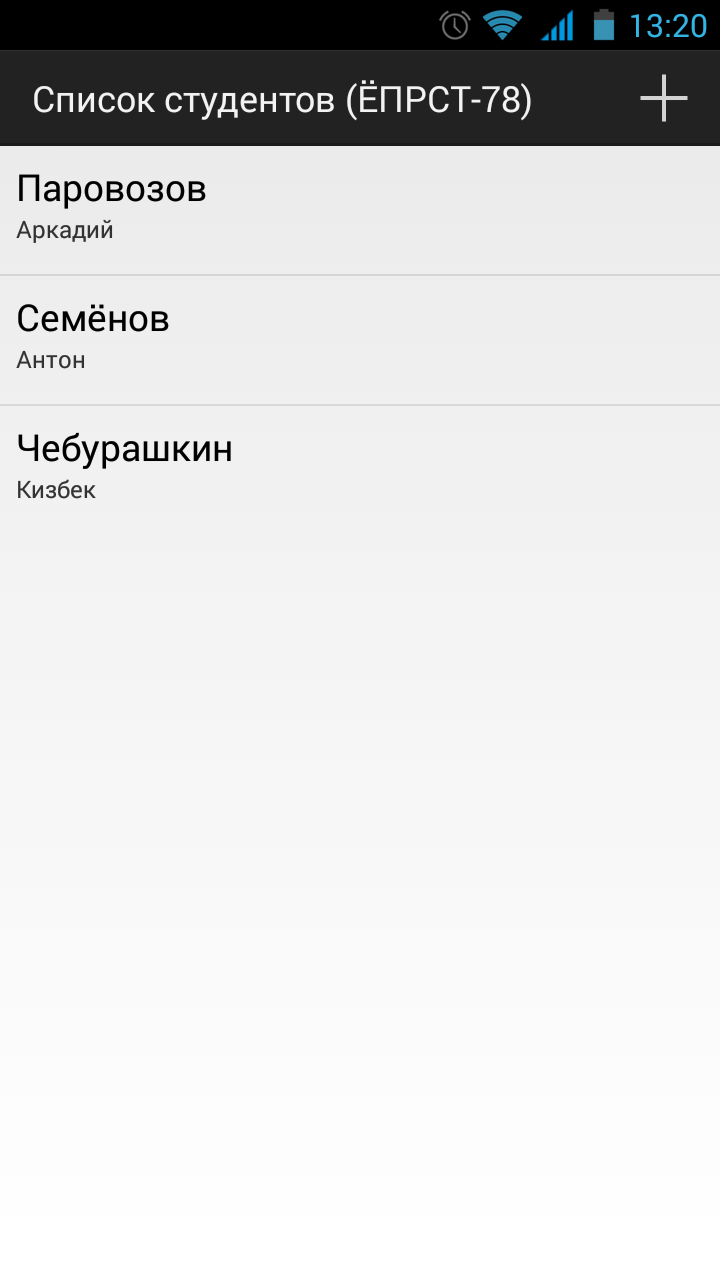 13:20
Список студентов (ЁПРСТ-78)
Паровозов
Аркадий
Семёнов
Антон
Чебурашкин
Кизбек